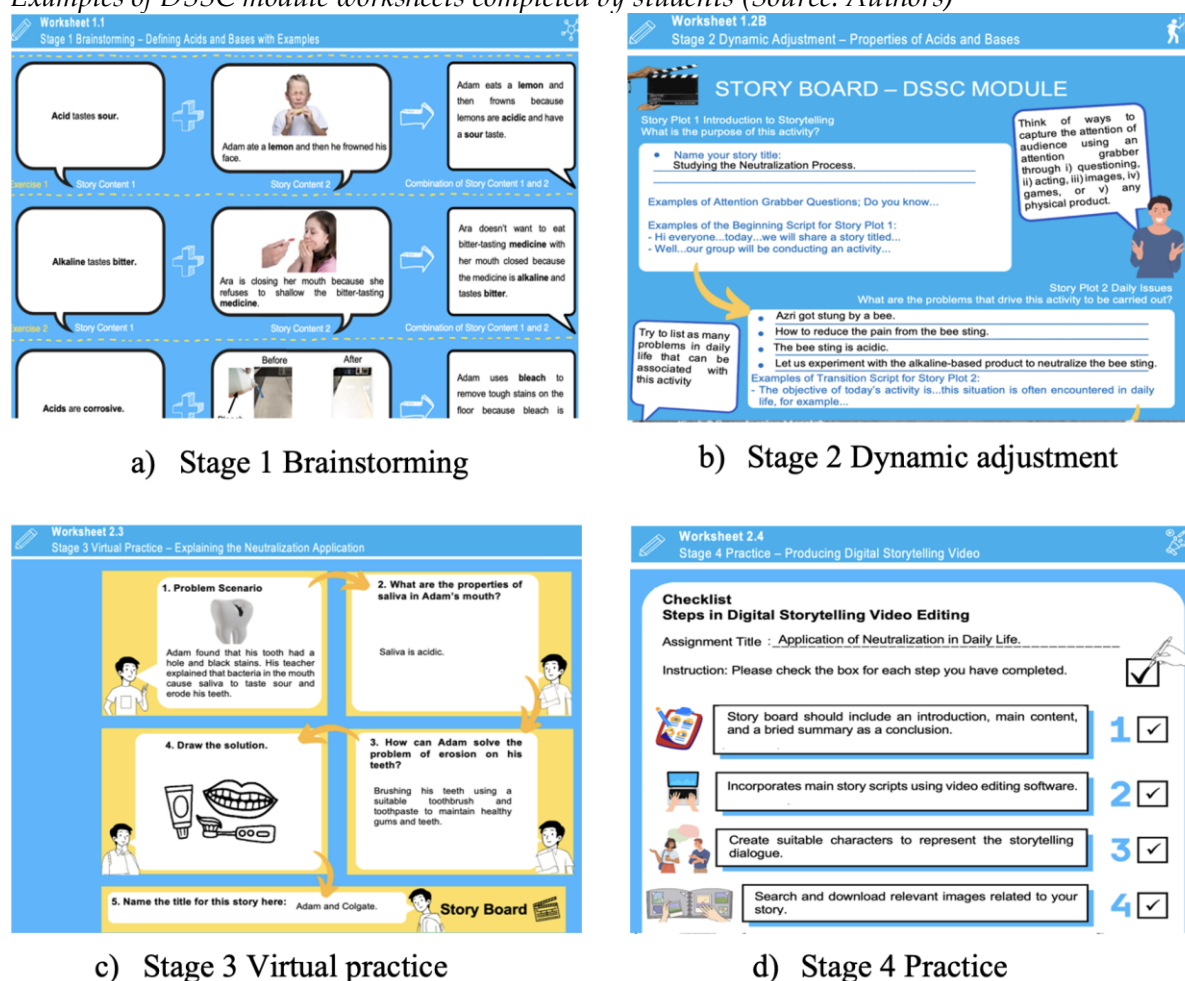 Examples of DSSC module worksheets completed by students (Source: Authors)
Worksheet 1.1
Stage 1 Brainstorming – Defining Acids and Bases with Examples
Acid tastes sour.
Adam ate a lemon and then he frowned his
face.
Adam eats a lemon and
then frowns because
lemons are acidic and have
a sour taste.
Exercise 1
Story Content 1
Story Content 2
Combination of Story Content 1 and 2
Alkaline tastes bitter.
Ara is closing her mouth because she
refuses to shallow the bitter-tasting
medicine.
Ara doesn't want to eat
bitter-tasting medicine with
her mouth closed because
the medicine is alkaline and
tastes bitter.
Exercise 2
Story Content 1
Story Content 2
Combination of Story Content 1 and 2
Acids are corrosive.
Before
After
Adam uses bleach to
remove tough stains on the
floor because bleach is
a) Stage 1 Brainstorming
Worksheet 1.2B
Stage 2 Dynamic Adjustment – Properties of Acids and Bases
STORY BOARD – DSSC MODULE
Story Plot 1 Introduction to Storytelling
What is the purpose of this activity?
• Name your story title:
Studying the Neutralization Process.
Examples of Attention Grabber Questions; Do you know...
Examples of the Beginning Script for Story Plot 1:
- Hi everyone...today...we will share a story titled...
- Well...our group will be conducting an activity...
Think of ways to
capture the attention of
audience using an
attention grabber
through i) questioning,
ii) acting, iii) images, iv)
games, or v) any
physical product.
Story Plot 2 Daily Issues
What are the problems that drive this activity to be carried out?
Try to list as many
problems in daily
life that can be
associated with
this activity
• Azri got stung by a bee.
• How to reduce the pain from the bee sting.
• The bee sting is acidic.
• Let us experiment with the alkaline-based product to neutralize the bee sting.
Examples of Transition Script for Story Plot 2:
- The objective of today's activity is...this situation is often encountered in daily
life, for example...
b) Stage 2 Dynamic adjustment
Worksheet 2.3
Stage 3 Virtual Practice – Explaining the Neutralization Application
1. Problem Scenario
Adam found that his tooth had a
hole and black stains. His teacher
explained that bacteria in the mouth
cause saliva to taste sour and
erode his teeth.
2. What are the properties of
saliva in Adam's mouth?
Saliva is acidic.
4. Draw the solution.
3. How can Adam solve the
problem of erosion on his
teeth?
Brushing his teeth using a
suitable toothbrush and
toothpaste to maintain healthy
gums and teeth.
5. Name the title for this story here: Adam and Colgate.
Story Board
c) Stage 3 Virtual practice
Worksheet 2.4
Stage 4 Practice – Producing Digital Storytelling Video
Checklist
Steps in Digital Storytelling Video Editing
Assignment Title : Application of Neutralization in Daily Life.
Instruction: Please check the box for each step you have completed.
Story board should include an introduction, main content,
and a bried summary as a conclusion.
1
Incorporates main story scripts using video editing software.
2
Create suitable characters to represent the storytelling
dialogue.
3
Search and download relevant images related to your
story.
4
d) Stage 4 Practice